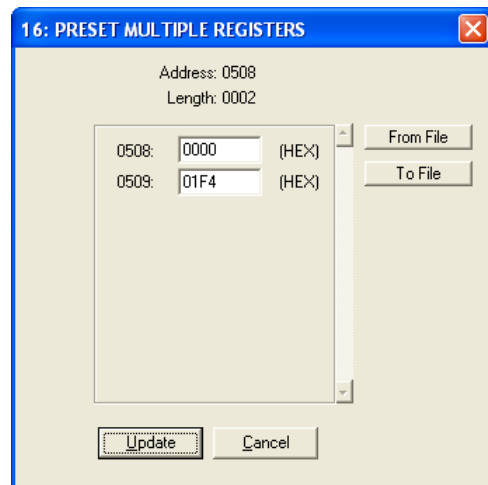 16: PRESET MULTIPLE REGISTERS
Address: 0508
Length: 0002
0508: 0000 (HEX)
0509: 01F4 (HEX)
From File
To File
Update Cancel